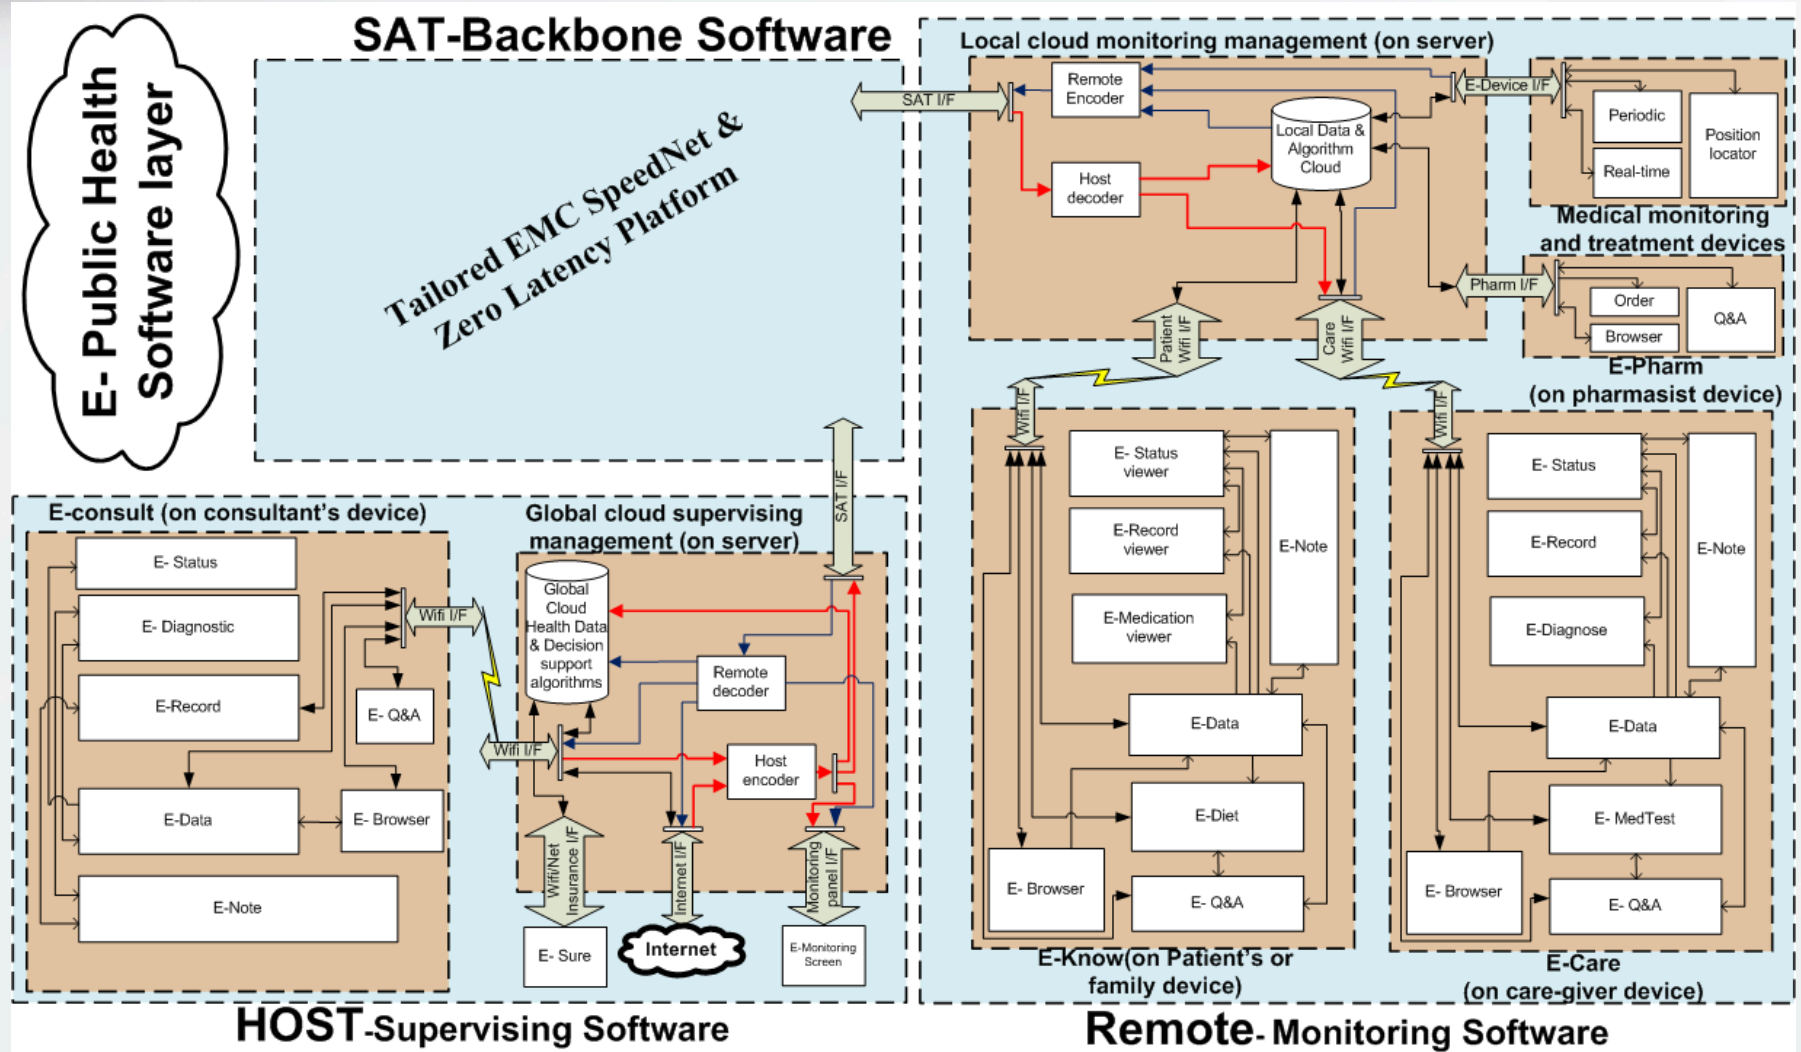 E- Public Health
Software layer
SAT-Backbone Software
Tailored EMC SpeedNet &
Zero Latency Platform
SAT I/F
SAT I/F
Local cloud monitoring management (on server)
Remote
Encoder
Host
decoder
Local Data &
Algorithm
Cloud
E-Device I/F
Periodic
Real-time
Position
locator
Medical monitoring
and treatment devices
Pharm I/F
Order
Browser
Q&A
E-Pharm
(on pharmasist device)
Patient
Wifi I/F
Care
Wifi I/F
Wifi I/F
E- Status
viewer
E-Record
viewer
E-Medication
viewer
E-Note
E-Data
E-Diet
E- Q&A
E- Browser
E-Know(on Patient's or
family device)
Wifi I/F
E- Status
E-Record
E-Diagnose
E-Note
E-Data
E- MedTest
E- Q&A
E- Browser
E-Care
(on care-giver device)
Remote- Monitoring Software
E-consult (on consultant's device)
E- Status
E- Diagnostic
E-Record
E- Q&A
E-Data
E- Browser
E-Note
Wifi I/F
Wifi I/F
Global cloud supervising
management (on server)
Global
Cloud
Health Data
& Decision
support
algorithms
Remote
decoder
Host
encoder
Wifi/Net
Insurance I/F
Internet I/F
Monitoring
panel I/F
E- Sure
Internet
E-Monitoring
Screen
HOST-Supervising Software